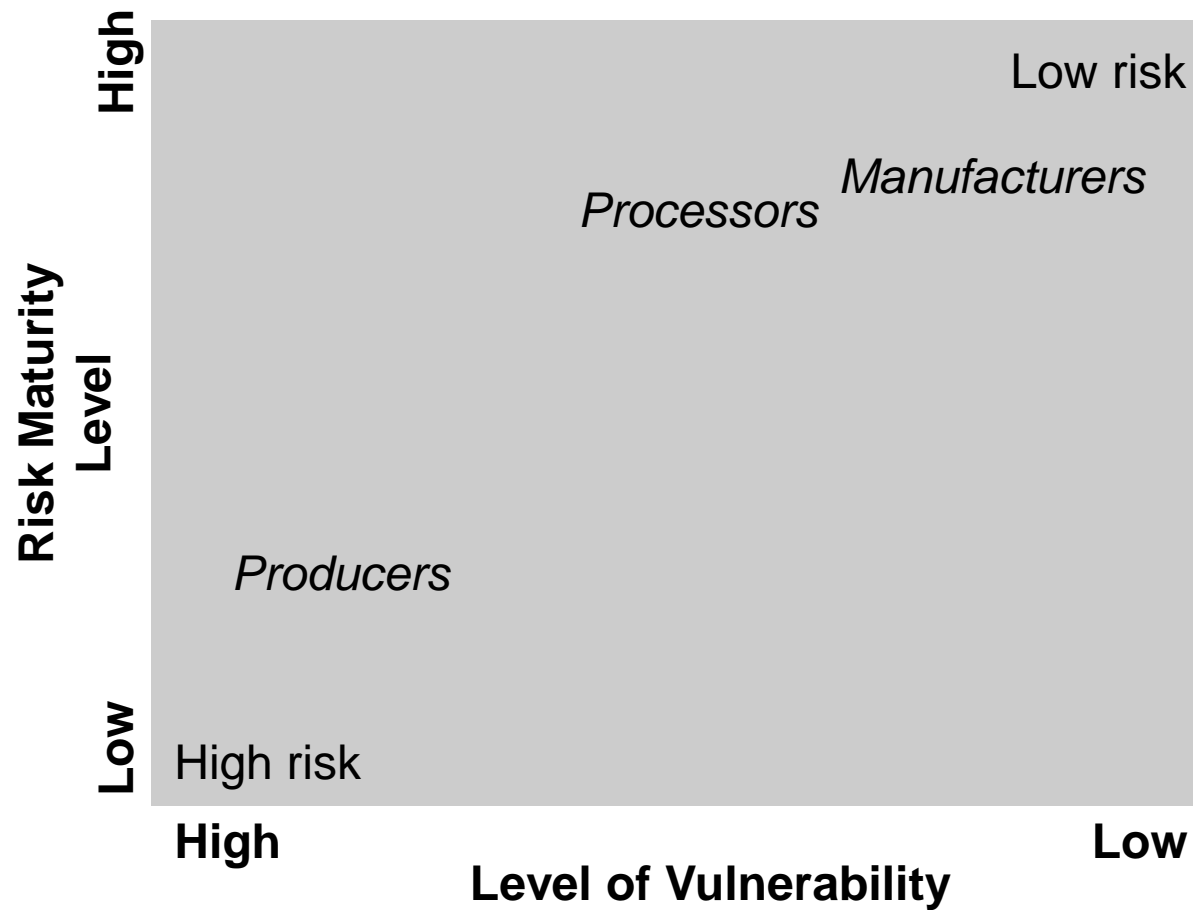 High
Low risk
Manufacturers
Processors
Risk Maturity
Level
Producers
Low
High risk
High
Low
Level of Vulnerability